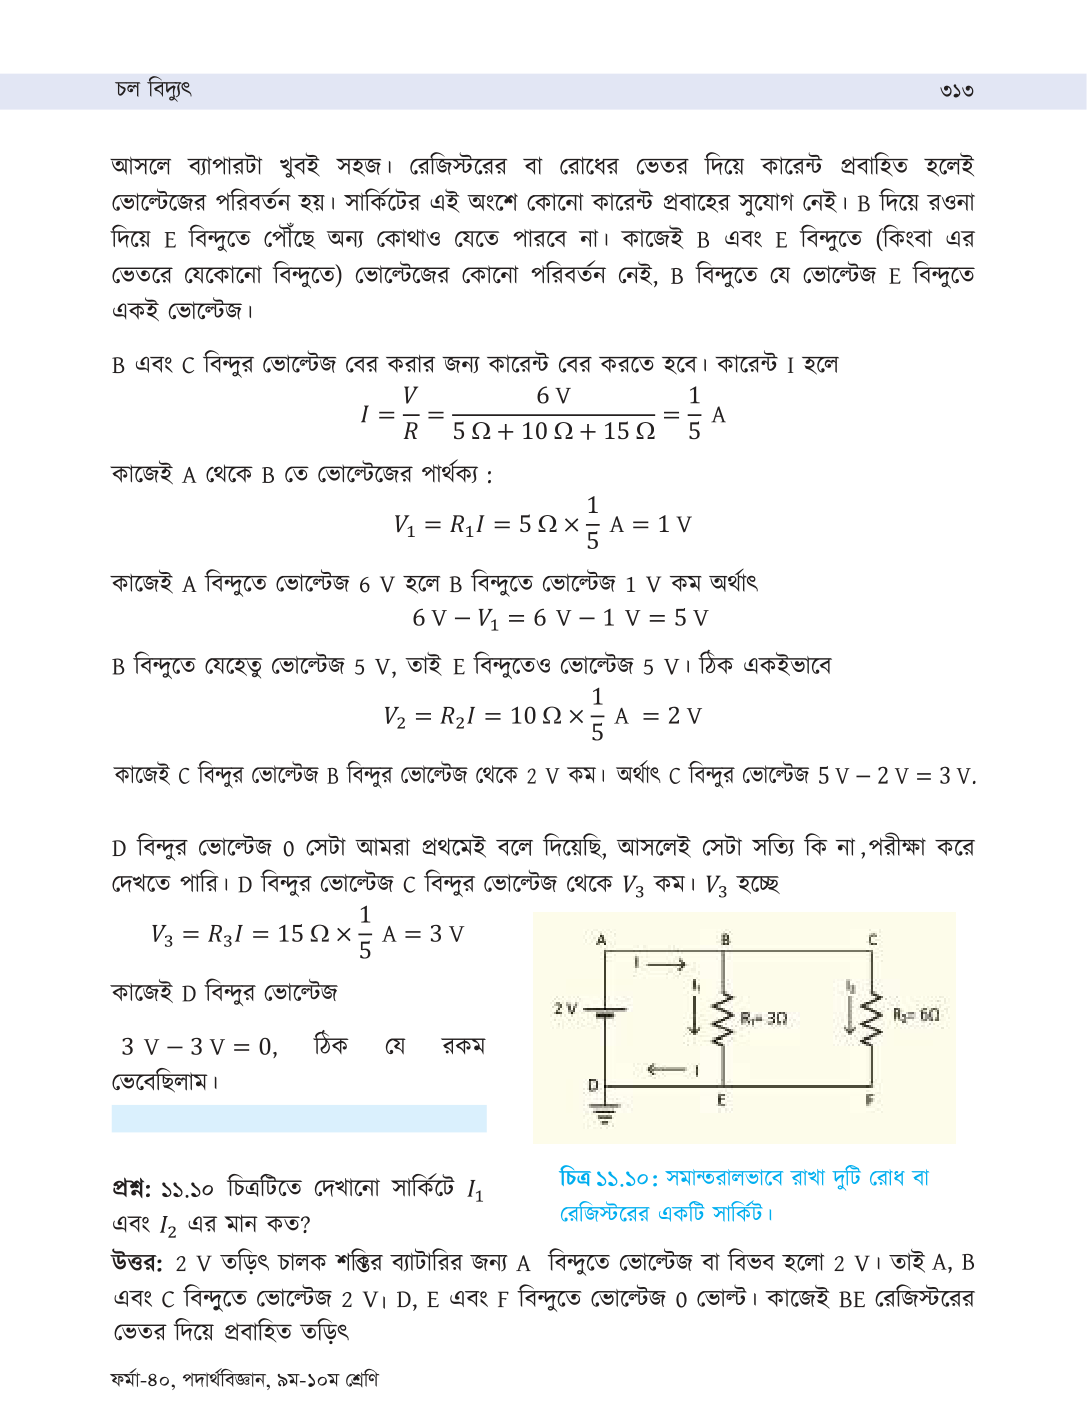 চল বিদ্যুৎ ৩১৩
আসলে ব্যাপারটা খুবই সহজ। রেজিস্টরের বা রোধের ভেতর দিয়ে কারেন্ট প্রবাহিত হলেই
ভোল্টেজের পরিবর্তন হয়। সার্কিটের এই অংশে কোনো কারেন্ট প্রবাহের সুযোগ নেই। B দিয়ে রওনা
দিয়ে E বিন্দুতে পৌঁছে অন্য কোথাও যেতে পারবে না। কাজেই B এবং E বিন্দুতে (কিংবা এর
ভেতরে যেকোনো বিন্দুতে) ভোল্টেজের কোনো পরিবর্তন নেই, B বিন্দুতে যে ভোল্টেজ E বিন্দুতে
একই ভোল্টেজ।
B এবং C বিন্দুর ভোল্টেজ বের করার জন্য কারেন্ট বের করতে হবে। কারেন্ট I হলে
I = V/R = 6 V/(5 Ω + 10 Ω + 15 Ω) = 1/5 A
কাজেই A থেকে B তে ভোল্টেজের পার্থক্য :
V₁ = R₁I = 5 Ω × 1/5 A = 1 V
কাজেই A বিন্দুতে ভোল্টেজ 6 V হলে B বিন্দুতে ভোল্টেজ 1 V কম অর্থাৎ
6 V − V₁ = 6 V − 1 V = 5 V
B বিন্দুতে যেহেতু ভোল্টেজ 5 V, তাই E বিন্দুতেও ভোল্টেজ 5 V। ঠিক একইভাবে
V₂ = R₂I = 10 Ω × 1/5 A = 2 V
কাজেই C বিন্দুর ভোল্টেজ B বিন্দুর ভোল্টেজ থেকে 2 V কম। অর্থাৎ C বিন্দুর ভোল্টেজ 5 V − 2 V = 3 V.
D বিন্দুর ভোল্টেজ 0 সেটা আমরা প্রথমেই বলে দিয়েছি, আসলেই সেটা সত্যি কি না ,পরীক্ষা করে
দেখতে পারি। D বিন্দুর ভোল্টেজ C বিন্দুর ভোল্টেজ থেকে V₃ কম। V₃ হচ্ছে
V₃ = R₃I = 15 Ω × 1/5 A = 3 V
কাজেই D বিন্দুর ভোল্টেজ
3 V − 3 V = 0, ঠিক যে রকম
ভেবেছিলাম।
A B C
I
I₁ I₂
2 V R₁= 3Ω R₂= 6Ω
I
D E F
চিত্র ১১.১০: সমান্তরালভাবে রাখা দুটি রোধ বা
রেজিস্টরের একটি সার্কিট।
প্রশ্ন: ১১.১০ চিত্রটিতে দেখানো সার্কিটে I₁
এবং I₂ এর মান কত?
উত্তর: 2 V তড়িৎ চালক শক্তির ব্যাটারির জন্য A বিন্দুতে ভোল্টেজ বা বিভব হলো 2 V। তাই A, B
এবং C বিন্দুতে ভোল্টেজ 2 V। D, E এবং F বিন্দুতে ভোল্টেজ 0 ভোল্ট। কাজেই BE রেজিস্টরের
ভেতর দিয়ে প্রবাহিত তড়িৎ
ফর্মা-৪০, পদার্থবিজ্ঞান, ৯ম-১০ম শ্রেণি